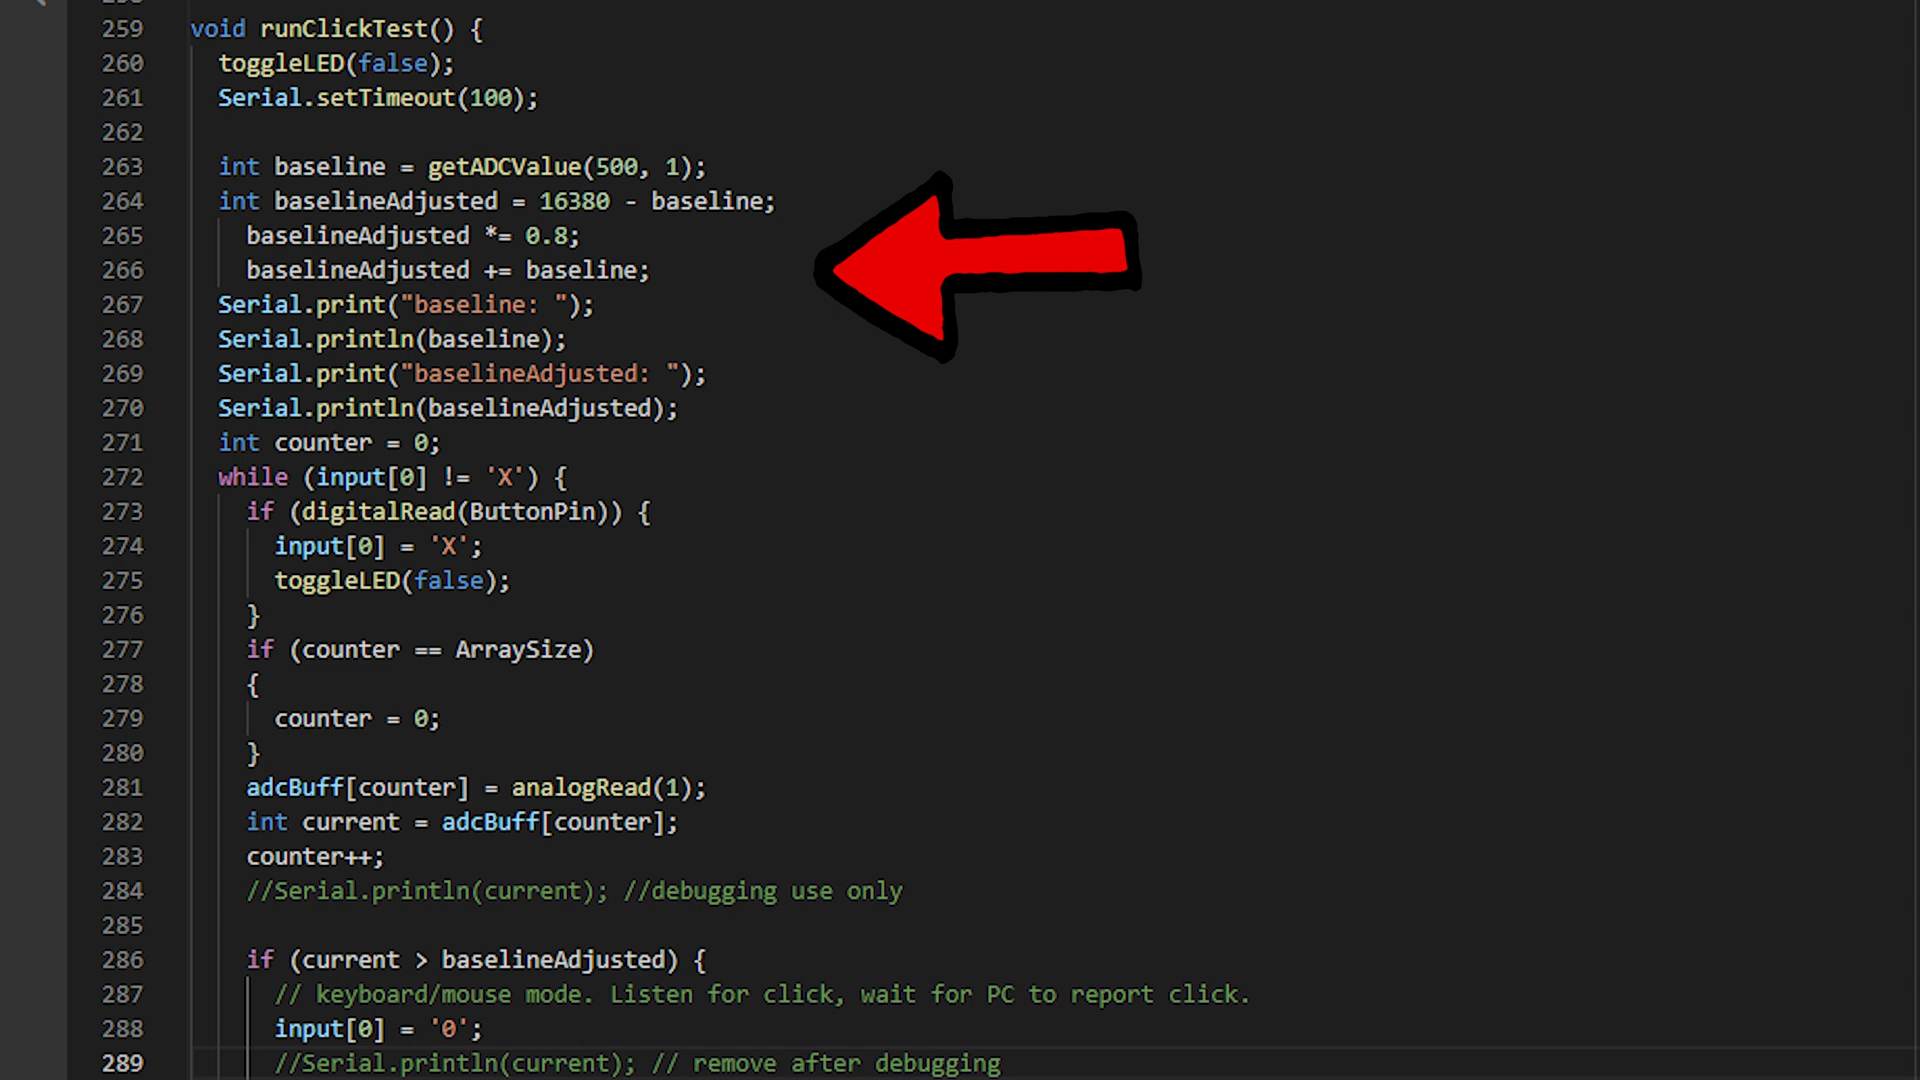 259 void runClickTest() {
260 toggleLED(false);
261 Serial.setTimeout(100);
262
263 int baseline = getADCValue(500, 1);
264 int baselineAdjusted = 16380 - baseline;
265 baselineAdjusted *= 0.8;
266 baselineAdjusted += baseline;
267 Serial.print("baseline: ");
268 Serial.println(baseline);
269 Serial.print("baselineAdjusted: ");
270 Serial.println(baselineAdjusted);
271 int counter = 0;
272 while (input[0] != 'X') {
273 if (digitalRead(ButtonPin)) {
274 input[0] = 'X';
275 toggleLED(false);
276 }
277 if (counter == ArraySize)
278 {
279 counter = 0;
280 }
281 adcBuff[counter] = analogRead(1);
282 int current = adcBuff[counter];
283 counter++;
284 //Serial.println(current); //debugging use only
285
286 if (current > baselineAdjusted) {
287 // keyboard/mouse mode. Listen for click, wait for PC to report click.
288 input[0] = '0';
289 //Serial.println(current); // remove after debugging